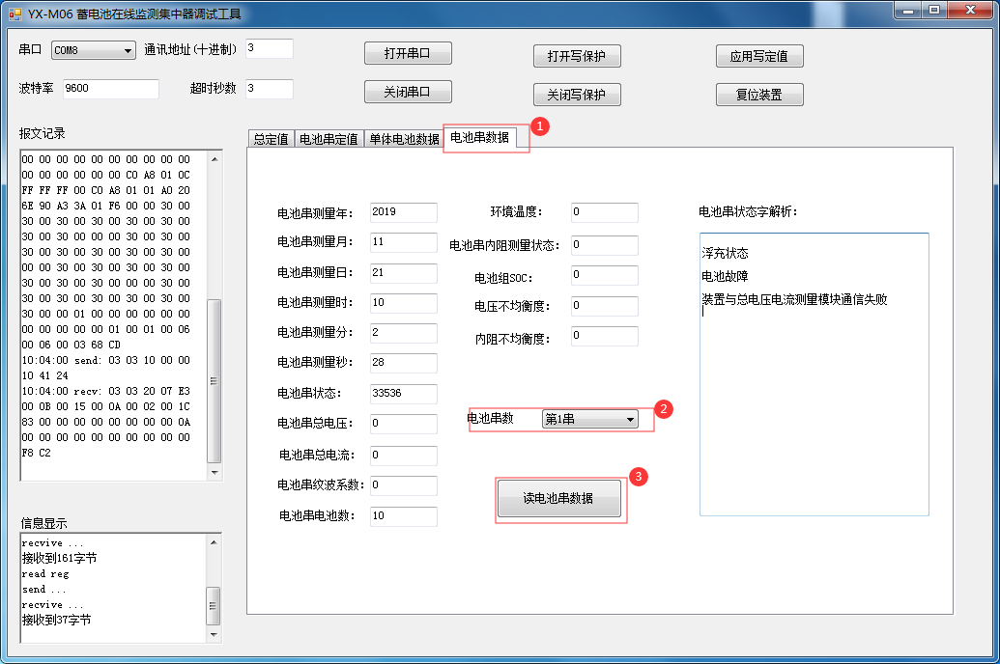 YX-M06 蓄电池在线监测集中器调试工具
串口 COM8 通讯地址(十进制) 3 打开串口 打开写保护 应用写定值
波特率 9600 超时秒数 3 关闭串口 关闭写保护 复位装置
报文记录
00 00 00 00 00 00 00 00 00 00
00 00 00 00 00 00 C0 A8 01 0C
FF FF FF 00 C0 A8 01 01 A0 20
6E 90 A3 3A 01 F6 00 00 30 00
30 00 30 00 30 00 30 00 30 00
30 00 30 00 30 00 30 00 30 00
30 00 30 00 30 00 30 00 30 00
00 00 30 00 30 00 30 00 30 00
30 00 30 00 30 00 30 00 30 00
30 00 30 00 30 00 30 00 30 00
00 00 00 01 00 00 00 00 00 00
00 00 00 00 01 00 01 00 06
00 06 00 03 68 CD
10:04:00 send: 03 03 10 00 00
10 41 24
10:04:00 recv: 03 03 20 07 E3
00 0B 00 15 00 0A 00 02 00 1C
83 00 00 00 00 00 00 00 00 0A
00 00 00 00 00 00 00 00 00 00
F8 C2
信息显示
recvive ...
接收到161字节
read reg
send ...
recvive ...
接收到37字节
总定值 电池串定值 单体电池数据 电池串数据 1
电池串测量年: 2019
电池串测量月: 11
电池串测量日: 21
电池串测量时: 10
电池串测量分: 2
电池串测量秒: 28
电池串状态: 33536
电池串总电压: 0
电池串总电流: 0
电池串纹波系数: 0
电池串电池数: 10
环境温度: 0
电池串内阻测量状态: 0
电池组SOC: 0
电压不均衡度: 0
内阻不均衡度: 0
电池串数 第1串 2
读电池串数据 3
电池串状态字解析:
浮充状态
电池故障
装置与总电压电流测量模块通信失败